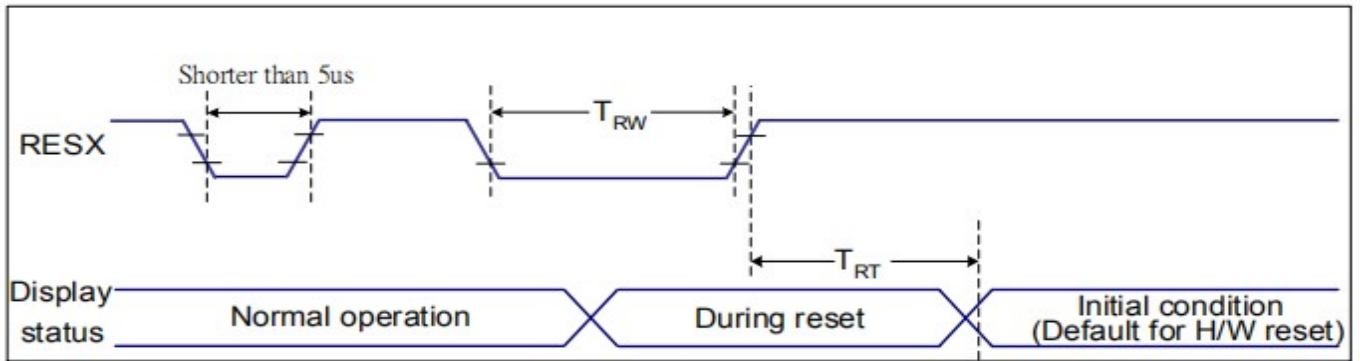 Shorter than 5us
RESX
TRW
TRT
Display
status
Normal operation
During reset
Initial condition
(Default for H/W reset)